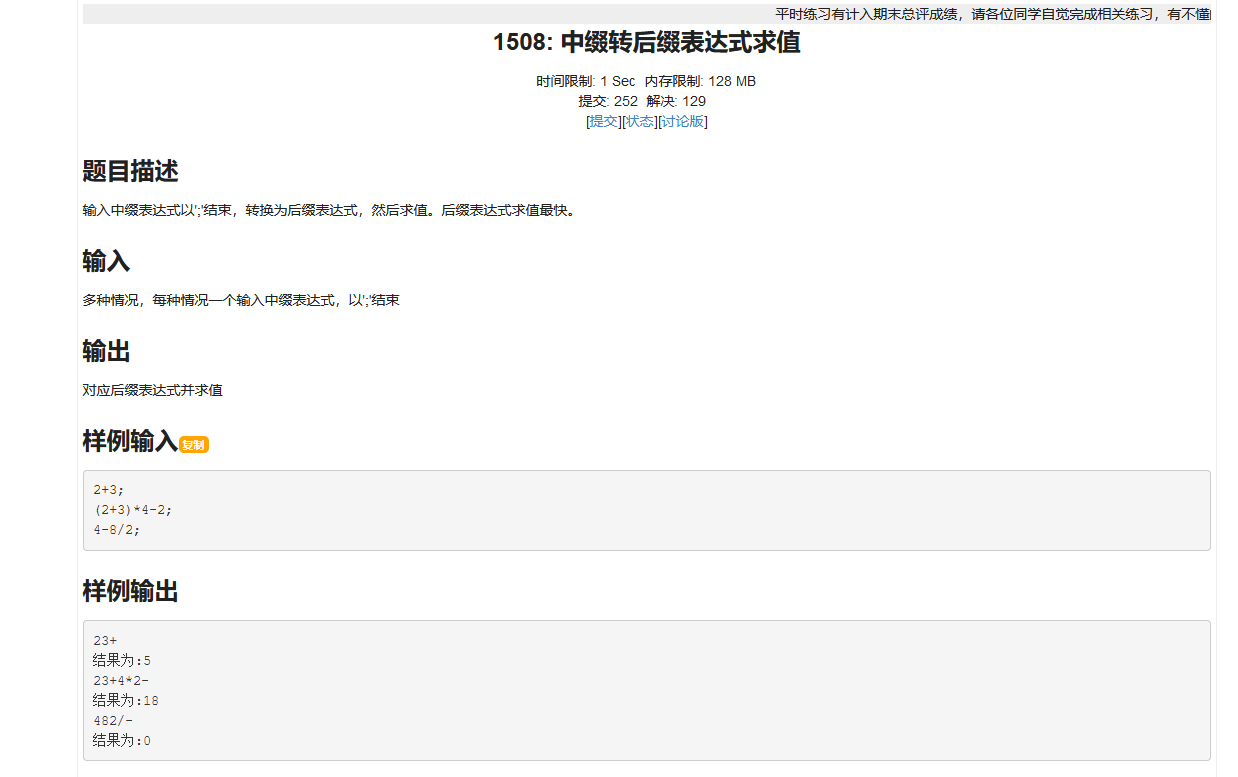 平时练习有计入期末总评成绩，请各位同学自觉完成相关练习，有不懂
1508: 中缀转后缀表达式求值
时间限制: 1 Sec 内存限制: 128 MB
提交: 252 解决: 129
[提交][状态][讨论版]
题目描述
输入中缀表达式以';'结束，转换为后缀表达式，然后求值。后缀表达式求值最快。
输入
多种情况，每种情况一个输入中缀表达式，以';'结束
输出
对应后缀表达式并求值
样例输入 复制
2+3;
(2+3)*4-2;
4-8/2;
样例输出
23+
结果为:5
23+4*2-
结果为:18
482/-
结果为:0